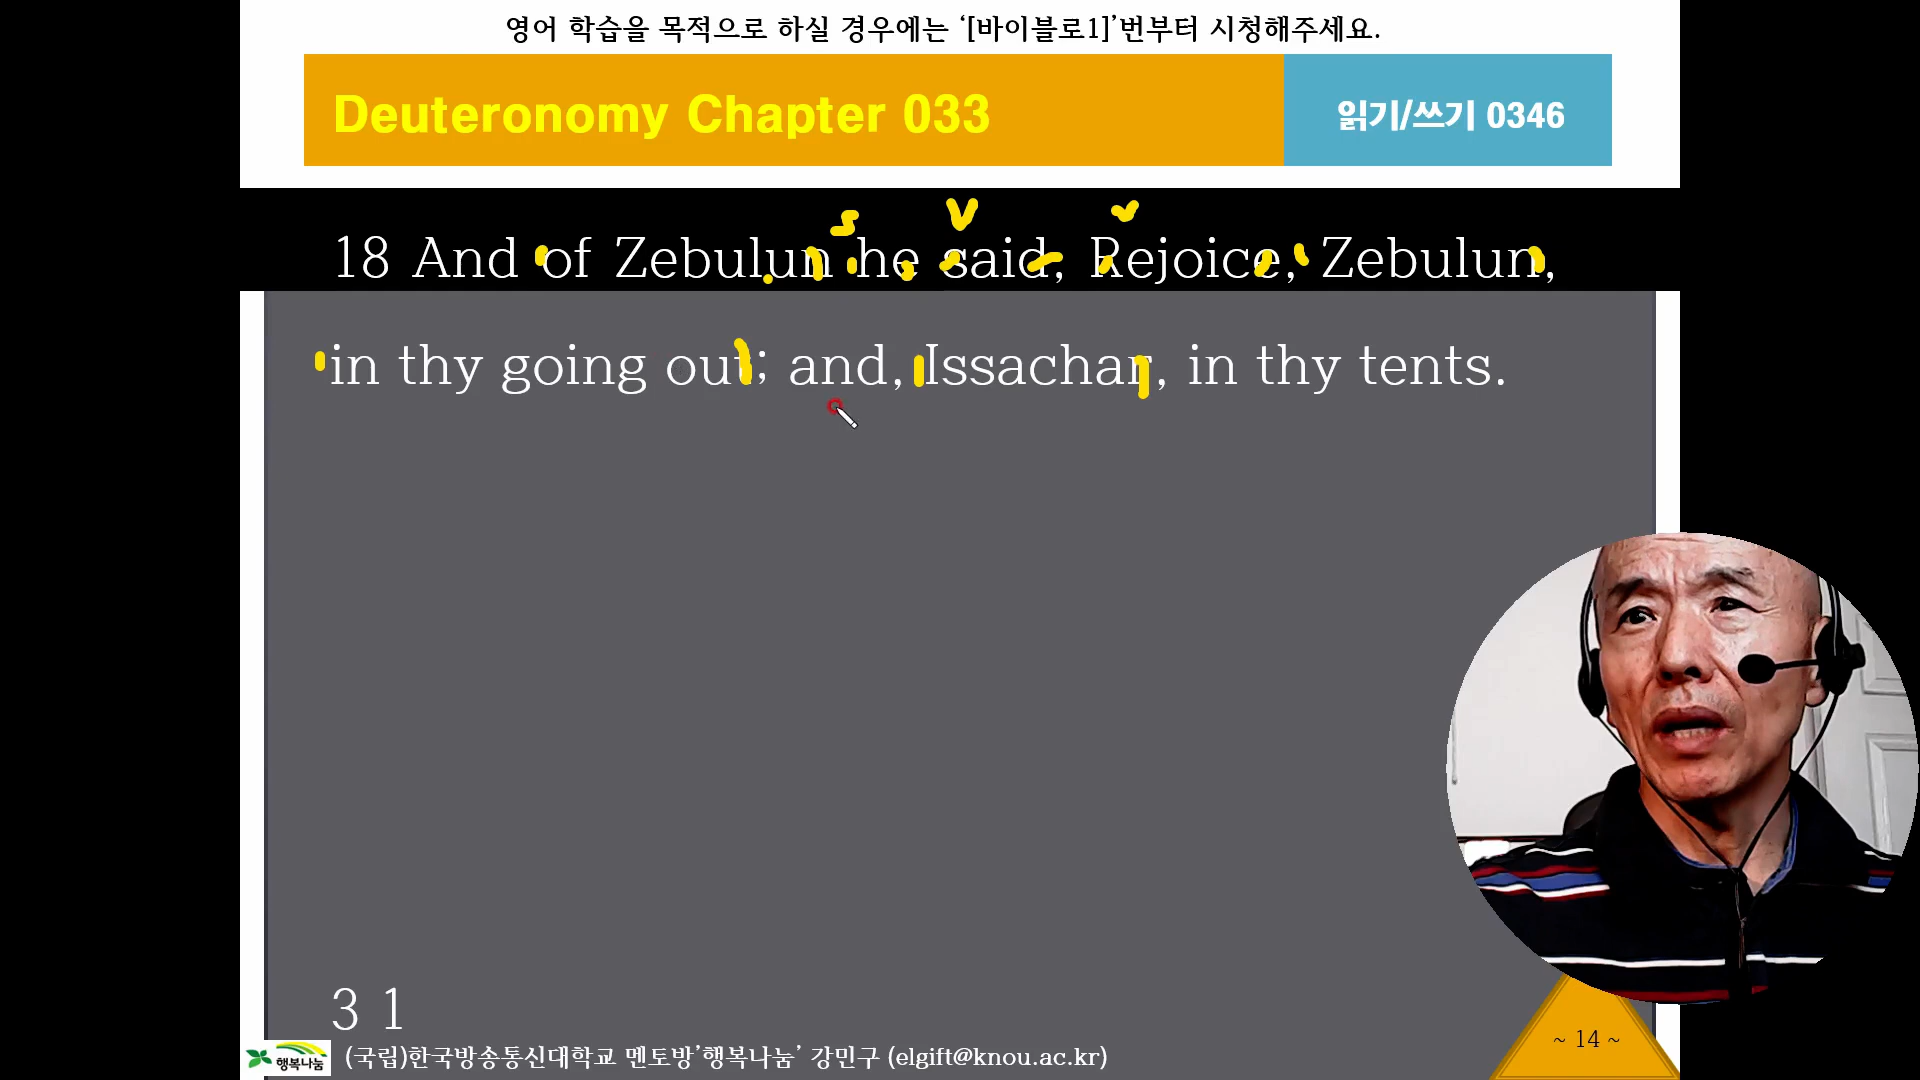 영어 학습을 목적으로 하실 경우에는 ‘[바이블로1]’번부터 시청해주세요.
Deuteronomy Chapter 033
읽기/쓰기 0346
s v v
18 And of Zebulun he said, Rejoice, Zebulun,
in thy going out; and, Issachar, in thy tents.
3 1
행복나눔
(국립)한국방송통신대학교 멘토방’행복나눔’ 강민구 (elgift@knou.ac.kr)
~ 14 ~